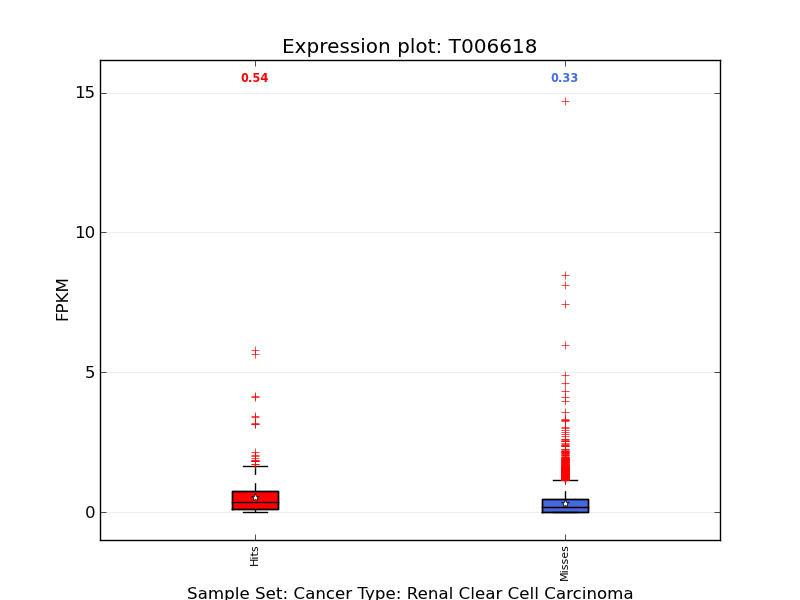 Expression plot: T006618
0.54
0.33
15
10
5
0
FPKM
Hits
Misses
Sample Set: Cancer Type: Renal Clear Cell Carcinoma